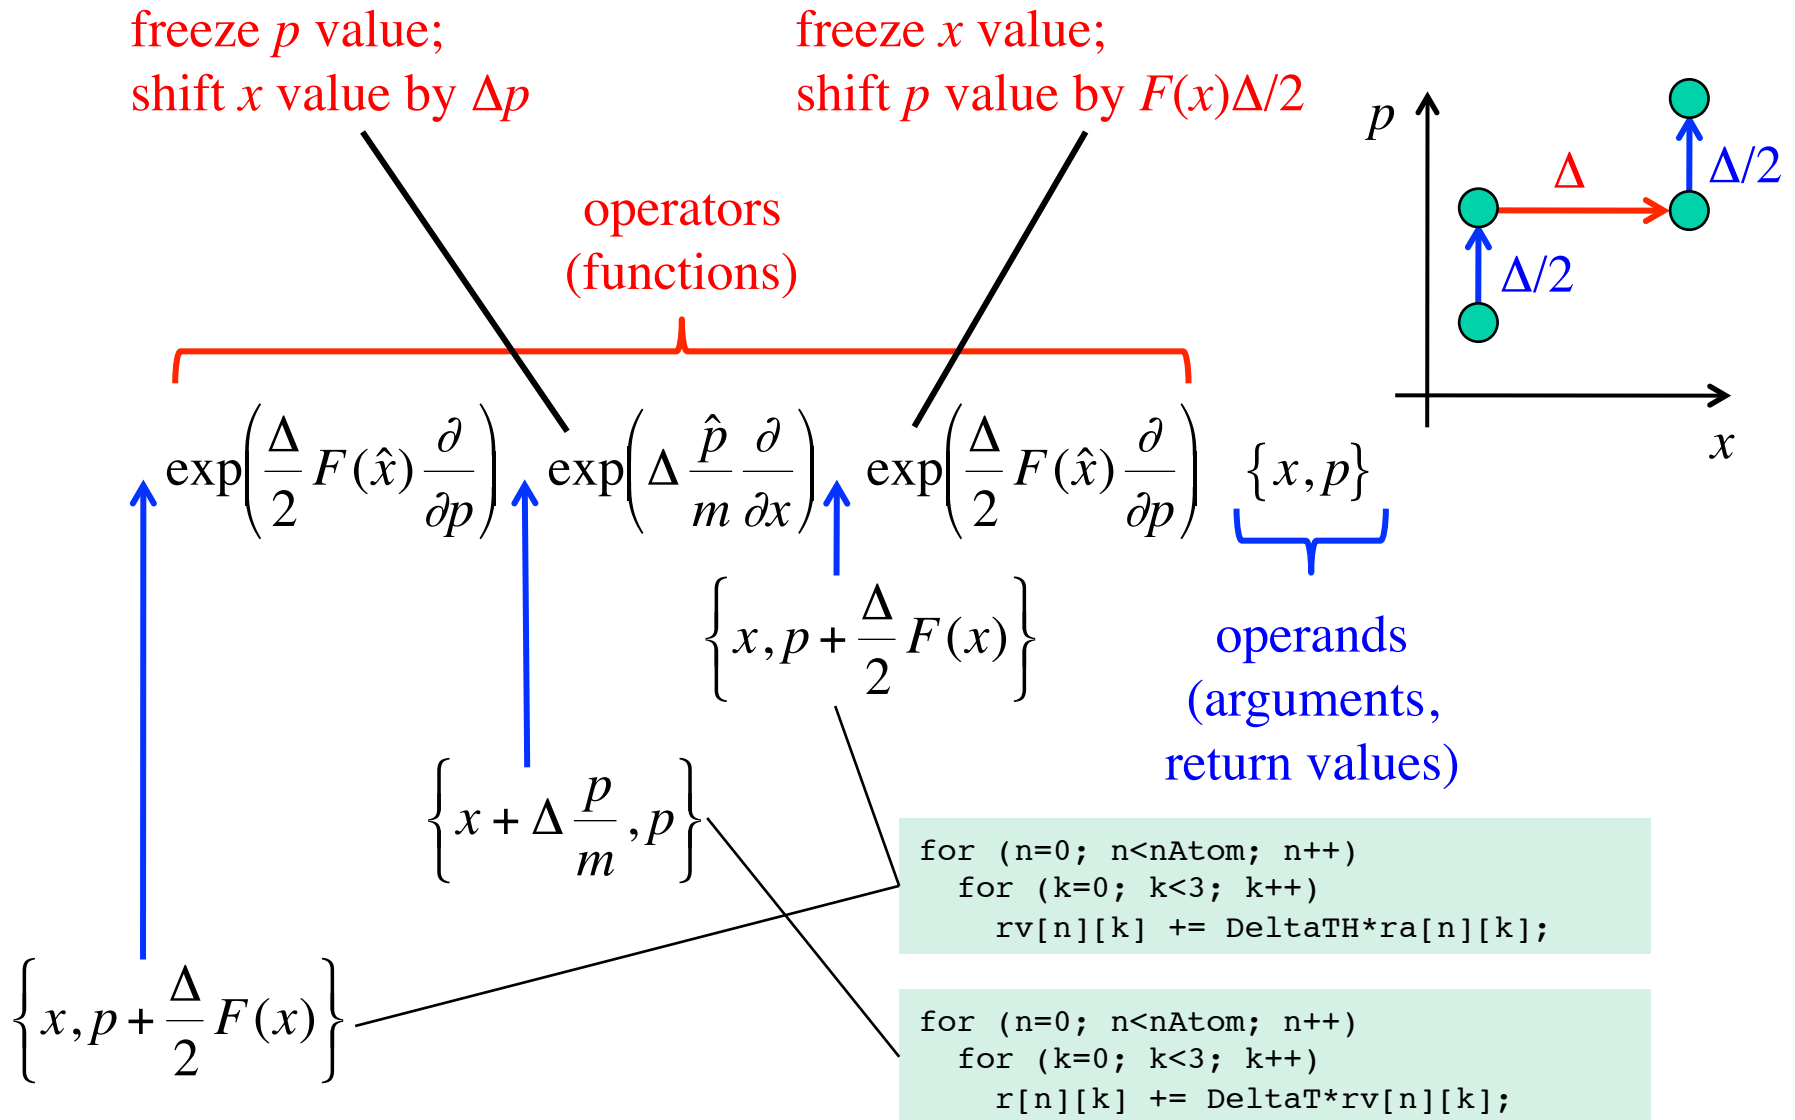 freeze p value;
shift x value by Δp
freeze x value;
shift p value by F(x)Δ/2
p
Δ
Δ/2
Δ/2
x
operators
(functions)
exp(Δ/2 F(x̂) ∂/∂p) exp(Δ p̂/m ∂/∂x) exp(Δ/2 F(x̂) ∂/∂p) {x, p}
{x, p + Δ/2 F(x)}
operands
(arguments,
return values)
{x + Δ p/m, p}
for (n=0; n<nAtom; n++)
for (k=0; k<3; k++)
rv[n][k] += DeltaTH*ra[n][k];
{x, p + Δ/2 F(x)}
for (n=0; n<nAtom; n++)
for (k=0; k<3; k++)
r[n][k] += DeltaT*rv[n][k];